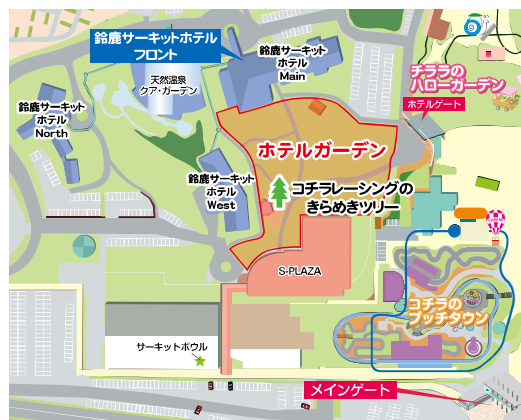 鈴鹿サーキットホテル
フロント
鈴鹿サーキット
ホテル
Main
天然温泉
クア・ガーデン
チララの
ハローガーデン
ホテルゲート
鈴鹿サーキット
ホテル
North
ホテルガーデン
鈴鹿サーキット
ホテル
West
コチラレーシングの
きらめきツリー
S-PLAZA
コチラの
プッチタウン
サーキットボウル
メインゲート